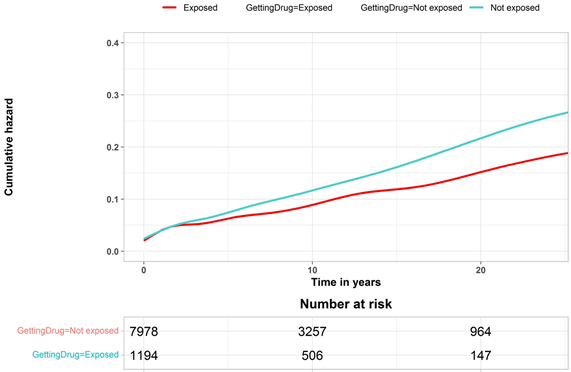 Exposed GettingDrug=Exposed GettingDrug=Not exposed Not exposed
0.4
0.3
0.2
0.1
0.0
Cumulative hazard
0 10 20
Time in years
Number at risk
GettingDrug=Not exposed 7978 3257 964
GettingDrug=Exposed 1194 506 147